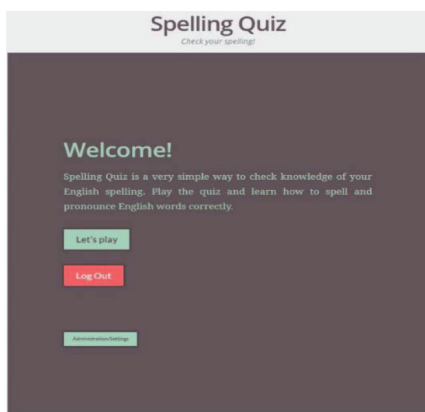 Spelling Quiz
Check your spelling!
Welcome!
Spelling Quiz is a very simple way to check knowledge of your
English spelling. Play the quiz and learn how to spell and
pronounce English words correctly.
Let's play
Log Out
Administration/Settings